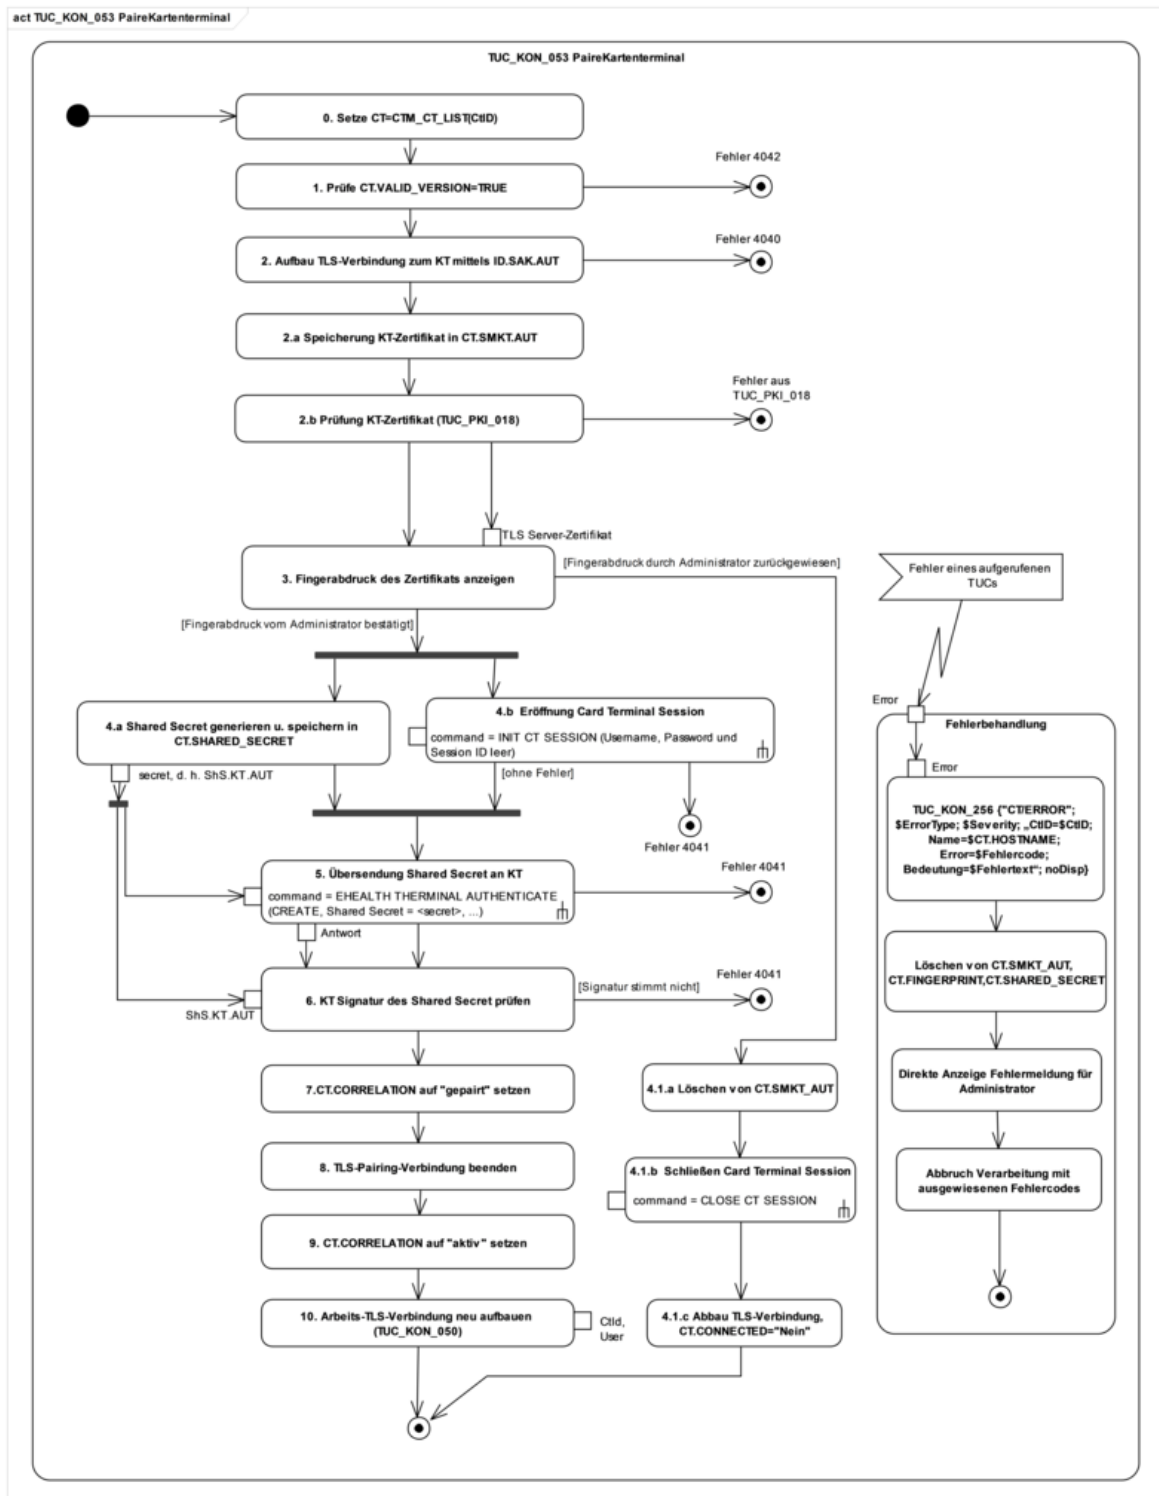 act TUC_KON_053 PaireKartenterminal
TUC_KON_053 PaireKartenterminal
0. Setze CT=CTM_CT_LIST(CtID)
Fehler 4042
1. Prüfe CT.VALID_VERSION=TRUE
Fehler 4040
2. Aufbau TLS-Verbindung zum KT mittels ID.SAK.AUT
2.a Speicherung KT-Zertifikat in CT.SMKT.AUT
Fehler aus
TUC_PKI_018
2.b Prüfung KT-Zertifikat (TUC_PKI_018)
TLS Server-Zertifikat
[Fingerabdruck durch Administrator zurückgewiesen]
3. Fingerabdruck des Zertifikats anzeigen
[Fingerabdruck vom Administrator bestätigt]
4.a Shared Secret generieren u. speichern in
CT.SHARED_SECRET
secret, d. h. ShS.KT.AUT
4.b Eröffnung Card Terminal Session
command = INIT CT SESSION (Username, Password und
Session ID leer)
[ohne Fehler]
Fehler 4041
5. Übersendung Shared Secret an KT
command = EHEALTH THERMINAL AUTHENTICATE
(CREATE, Shared Secret = <secret>, ...)
Fehler 4041
Antwort
6. KT Signatur des Shared Secret prüfen
[Signatur stimmt nicht]
Fehler 4041
ShS.KT.AUT
7.CT.CORRELATION auf "gepairt" setzen
8. TLS-Pairing-Verbindung beenden
9. CT.CORRELATION auf "aktiv" setzen
10. Arbeits-TLS-Verbindung neu aufbauen
(TUC_KON_050)
CtId,
User
4.1.a Löschen von CT.SMKT_AUT
4.1.b Schließen Card Terminal Session
command = CLOSE CT SESSION
4.1.c Abbau TLS-Verbindung,
CT.CONNECTED="Nein"
Fehler eines aufgerufenen
TUCs
Error
Fehlerbehandlung
Error
TUC_KON_256 {"CT/ERROR";
$ErrorType; $Severity; „CtID=$CtID;
Name=$CT.HOSTNAME;
Error=$Fehlercode;
Bedeutung=$Fehlertext“; noDisp}
Löschen von CT.SMKT_AUT,
CT.FINGERPRINT,CT.SHARED_SECRET
Direkte Anzeige Fehlermeldung für
Administrator
Abbruch Verarbeitung mit
ausgewiesenen Fehlercodes